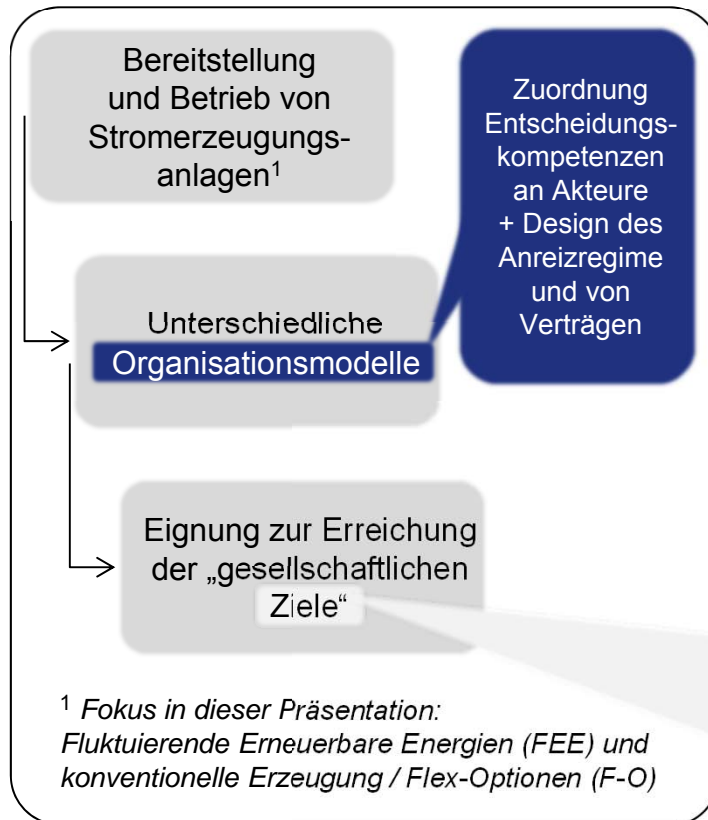 Bereitstellung
und Betrieb von
Stromerzeugungs-
anlagen¹
Zuordnung
Entscheidungs-
kompetenzen
an Akteure
+ Design des
Anreizregime
und von
Verträgen
Unterschiedliche
Organisationsmodelle
Eignung zur Erreichung
der „gesellschaftlichen
Ziele“
¹ Fokus in dieser Präsentation:
Fluktuierende Erneuerbare Energien (FEE) und
konventionelle Erzeugung / Flex-Optionen (F-O)